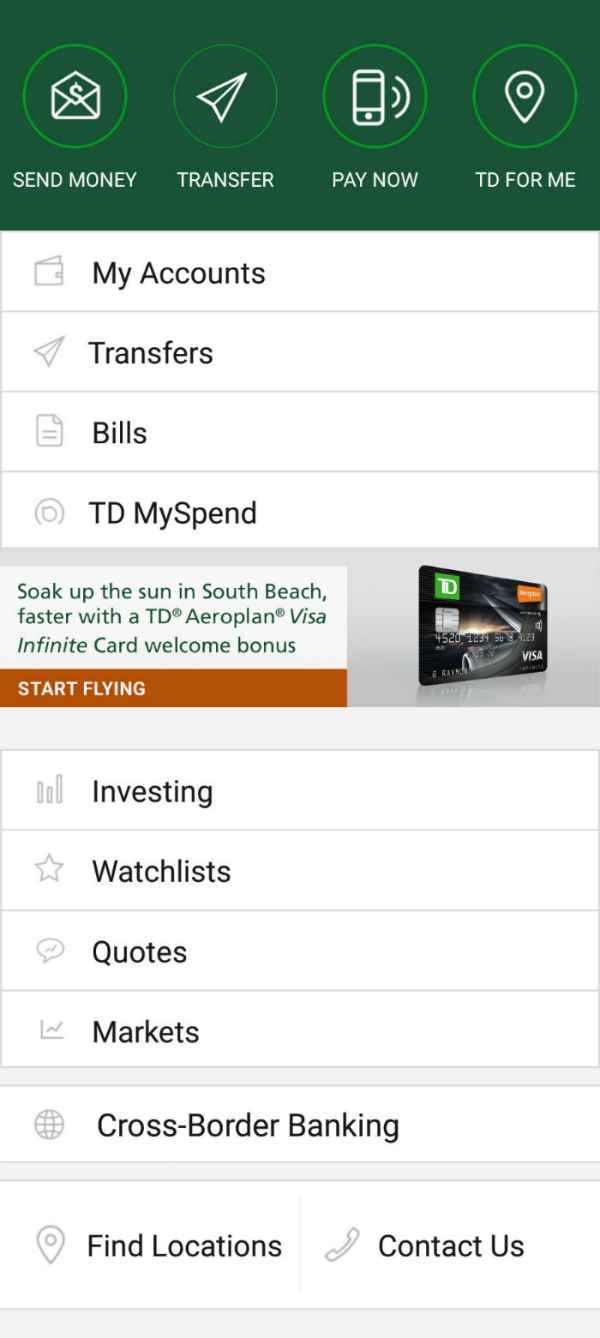 SEND MONEY TRANSFER PAY NOW TD FOR ME
My Accounts
Transfers
Bills
TD MySpend
Soak up the sun in South Beach,
faster with a TD® Aeroplan® Visa
Infinite Card welcome bonus
START FLYING
TD
aeroplan
4520 1234 5678 9123
4520
VISA
INFINITE
Investing
Watchlists
Quotes
Markets
Cross-Border Banking
Find Locations Contact Us